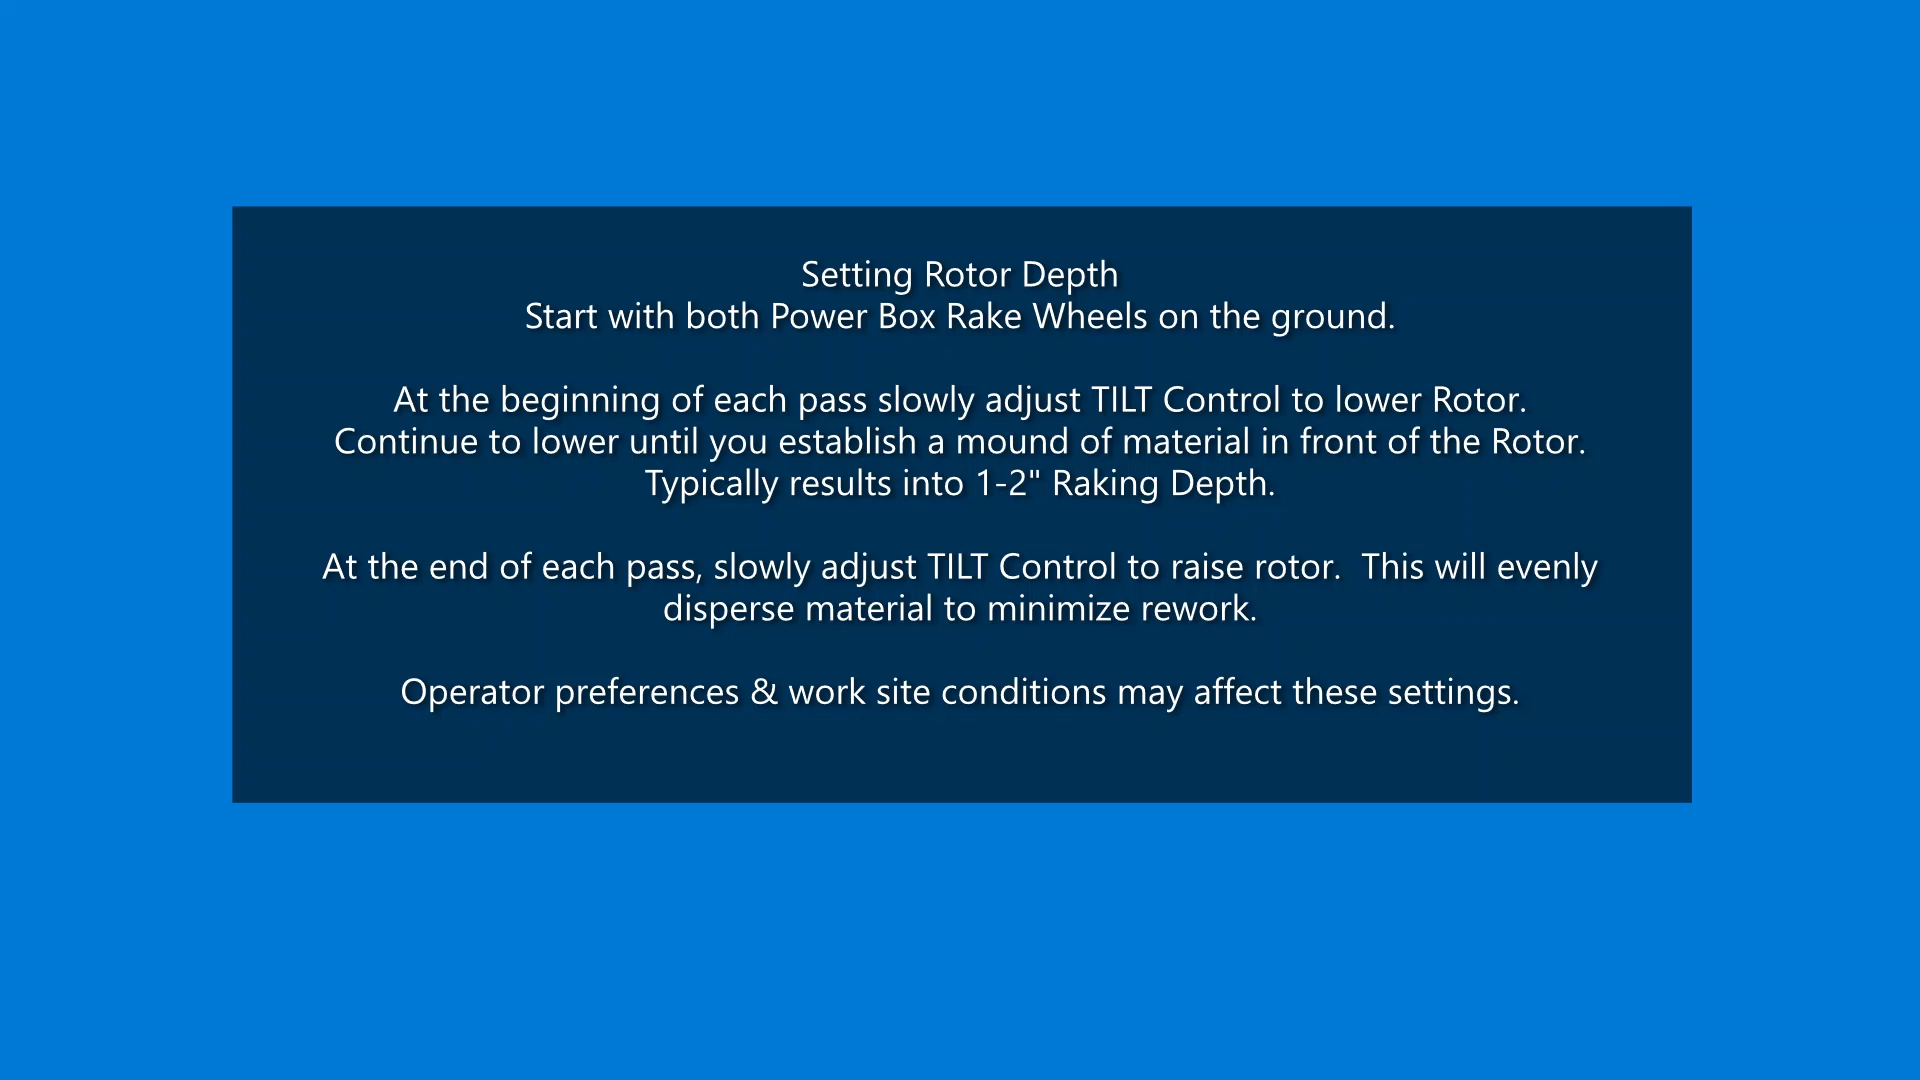 Setting Rotor Depth
Start with both Power Box Rake Wheels on the ground.
At the beginning of each pass slowly adjust TILT Control to lower Rotor.
Continue to lower until you establish a mound of material in front of the Rotor.
Typically results into 1-2" Raking Depth.
At the end of each pass, slowly adjust TILT Control to raise rotor.  This will evenly
disperse material to minimize rework.
Operator preferences & work site conditions may affect these settings.